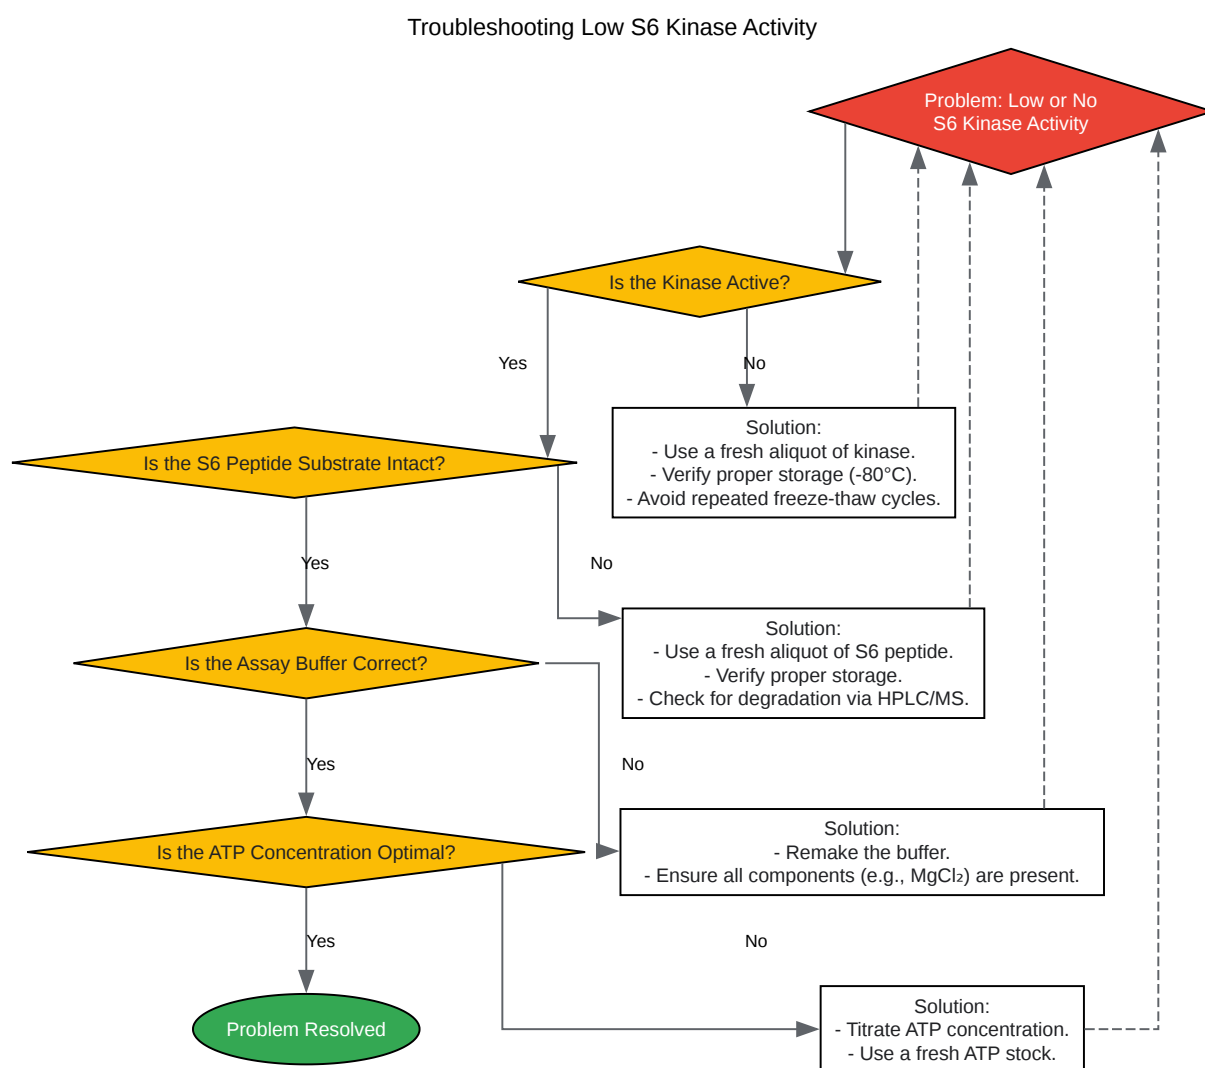 Troubleshooting Low S6 Kinase Activity
Problem: Low or No
S6 Kinase Activity
Is the Kinase Active?
Yes
No
Solution:
- Use a fresh aliquot of kinase.
- Verify proper storage (-80°C).
- Avoid repeated freeze-thaw cycles.
Is the S6 Peptide Substrate Intact?
Yes
No
Solution:
- Use a fresh aliquot of S6 peptide.
- Verify proper storage.
- Check for degradation via HPLC/MS.
Is the Assay Buffer Correct?
Yes
No
Solution:
- Remake the buffer.
- Ensure all components (e.g., MgCl₂) are present.
Is the ATP Concentration Optimal?
Yes
No
Solution:
- Titrate ATP concentration.
- Use a fresh ATP stock.
Problem Resolved